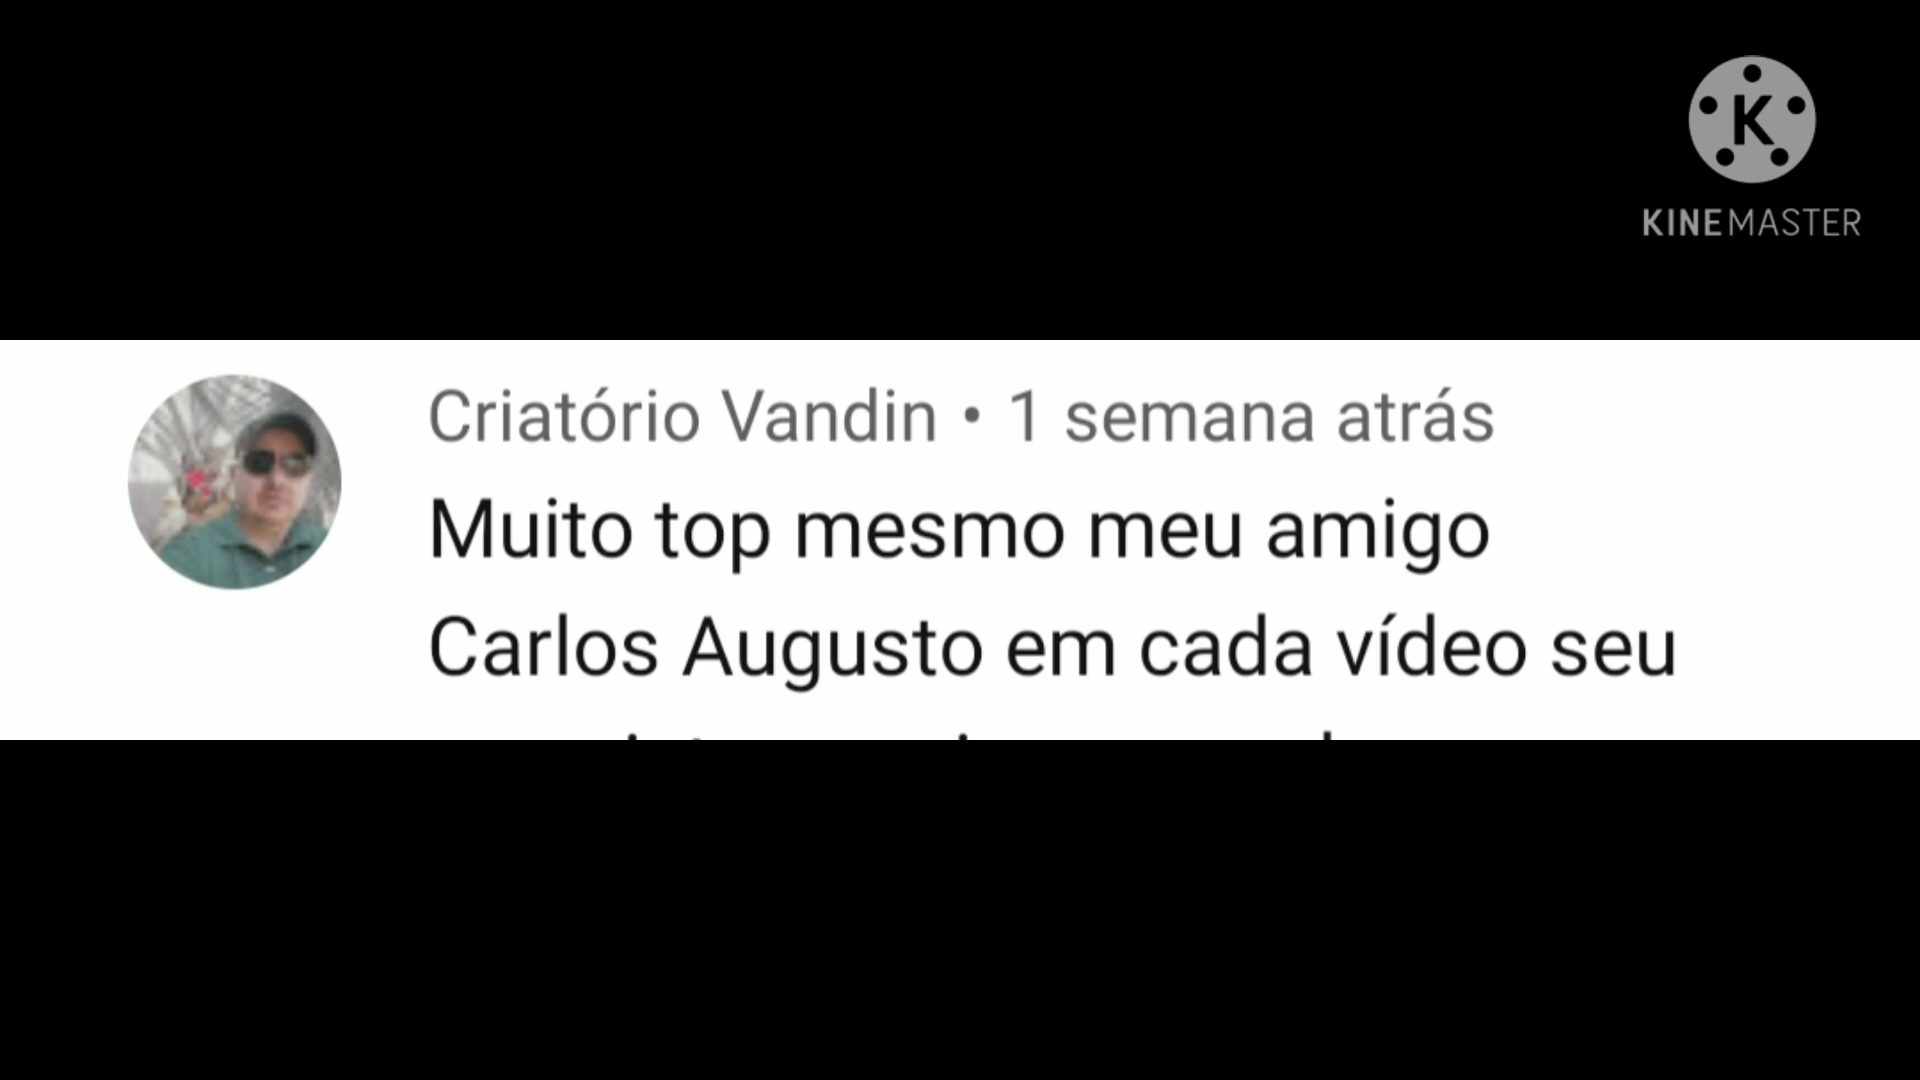 K
KINEMASTER
Criatório Vandin • 1 semana atrás
Muito top mesmo meu amigo
Carlos Augusto em cada vídeo seu